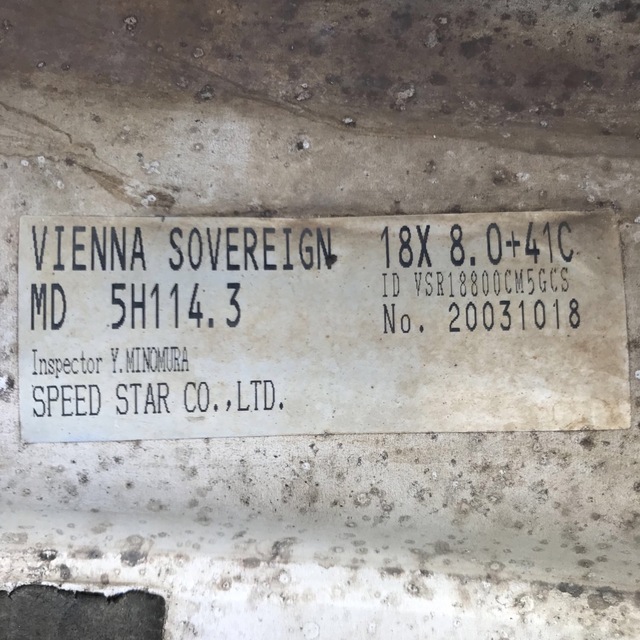 VIENNA SOVEREIGN 18X 8.0+41C
ID VSR18800CM5GCS
MD 5H114.3
No. 20031018
Inspector Y.MINOMURA
SPEED STAR CO.,LTD.